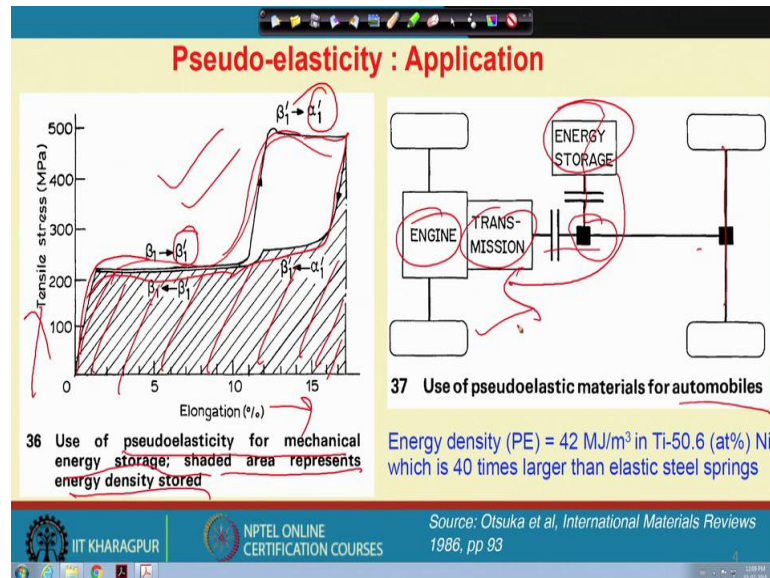 Pseudo-elasticity : Application
β₁′→α₁′
500
400
300
200
100
0
5
10
15
Tensile stress (MPa)
β₁→β₁′
β₁←β₁′
β₁′←α₁′
Elongation (%)
36 Use of pseudoelasticity for mechanical
energy storage; shaded area represents
energy density stored
ENERGY
STORAGE
ENGINE
TRANS-
MISSION
37 Use of pseudoelastic materials for automobiles
Energy density (PE) = 42 MJ/m³ in Ti-50.6 (at%) Ni
which is 40 times larger than elastic steel springs
IIT KHARAGPUR
NPTEL ONLINE
CERTIFICATION COURSES
Source: Otsuka et al, International Materials Reviews
1986, pp 93
4